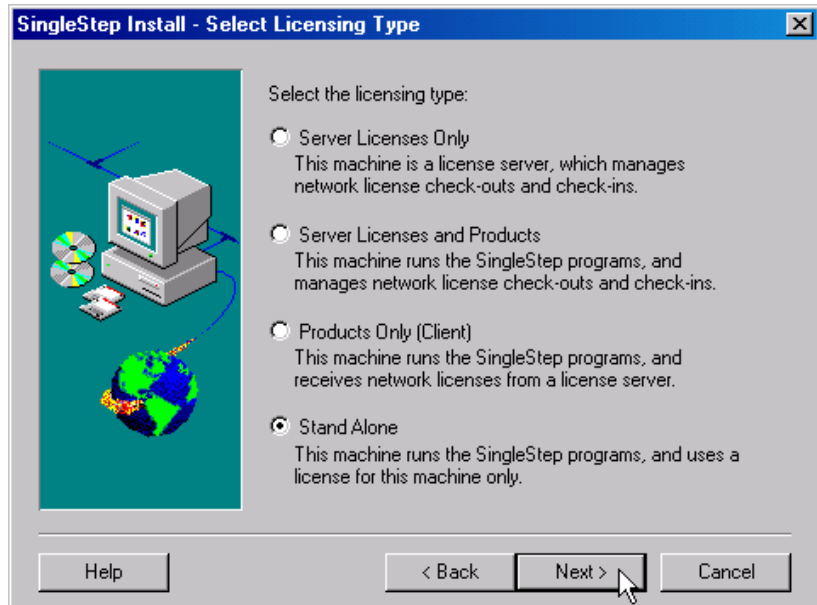 SingleStep Install - Select Licensing Type
Select the licensing type:
Server Licenses Only
This machine is a license server, which manages
network license check-outs and check-ins.
Server Licenses and Products
This machine runs the SingleStep programs, and
manages network license check-outs and check-ins.
Products Only (Client)
This machine runs the SingleStep programs, and
receives network licenses from a license server.
Stand Alone
This machine runs the SingleStep programs, and uses a
license for this machine only.
Help
< Back
Next >
Cancel